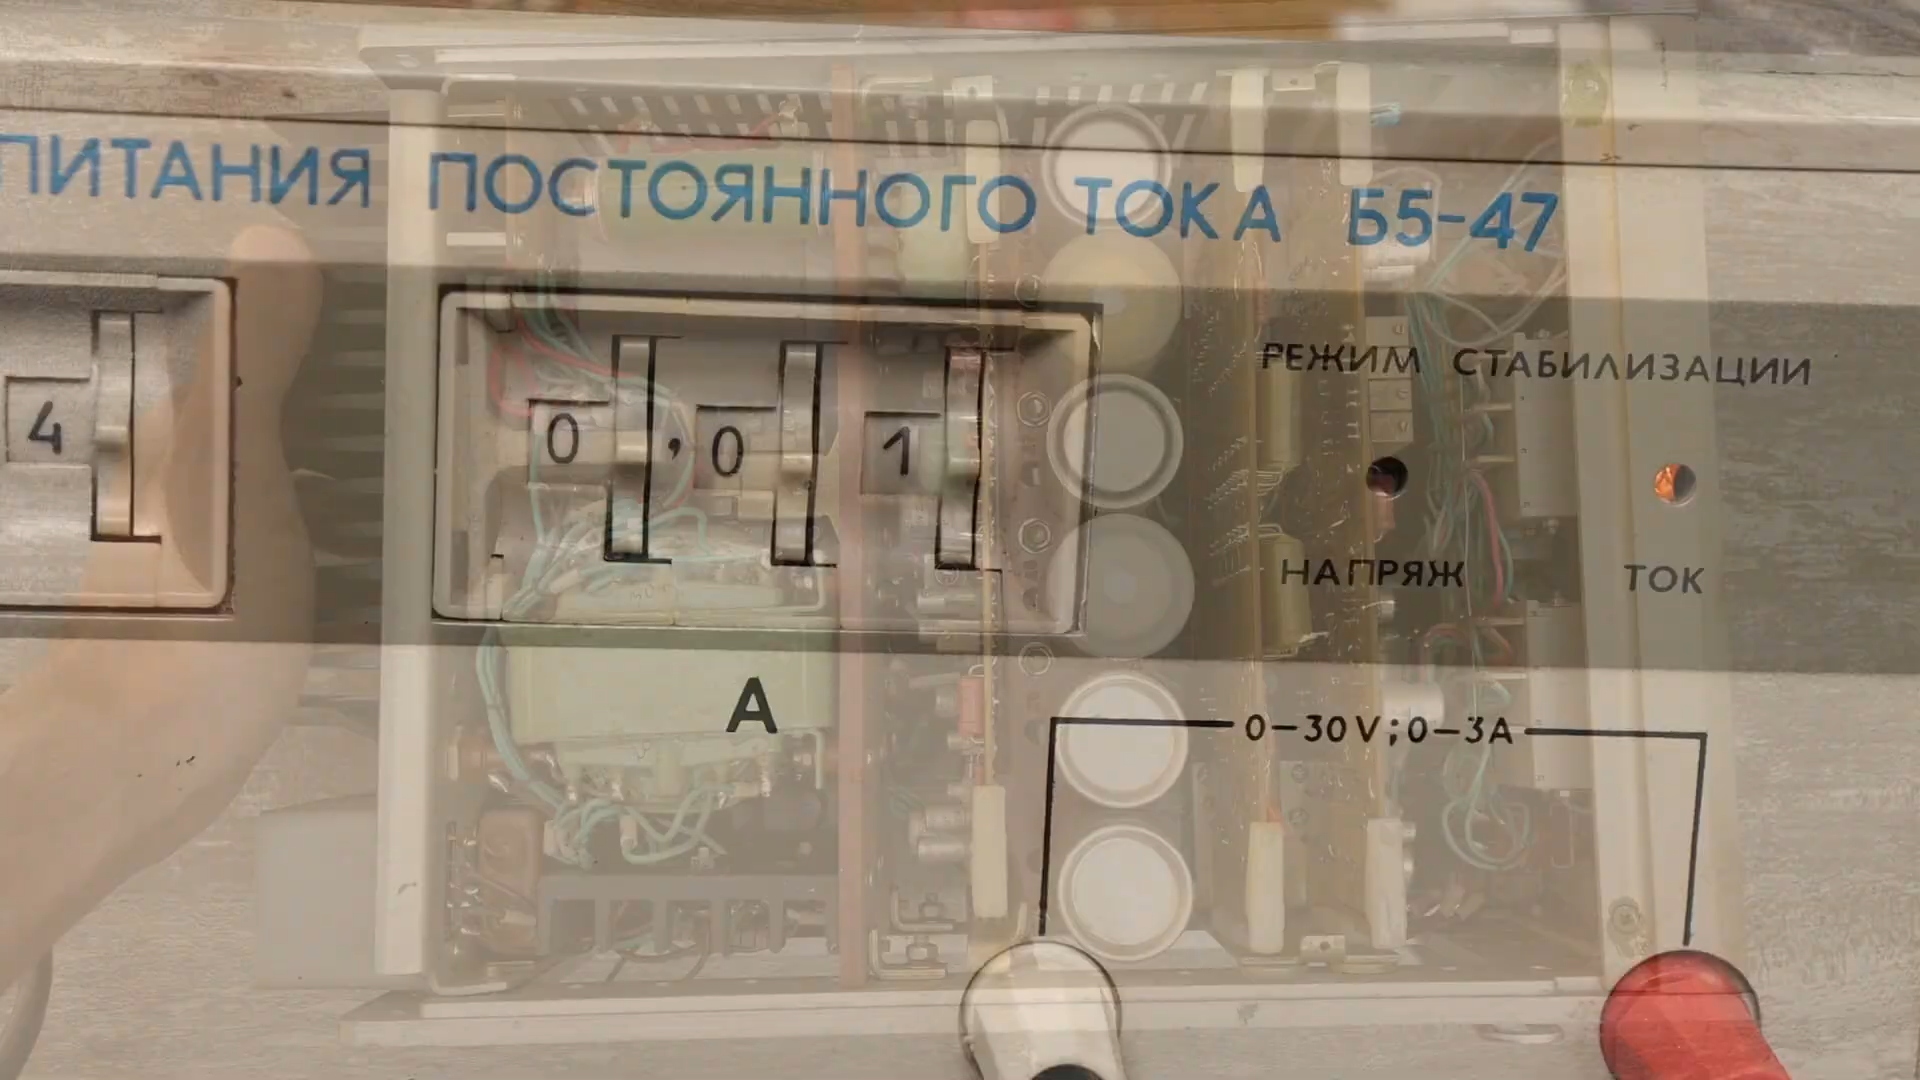 ПИТАНИЯ ПОСТОЯННОГО ТОКА Б5-47
4
0,01
А
РЕЖИМ СТАБИЛИЗАЦИИ
НАПРЯЖ ТОК
0-30V;0-3A